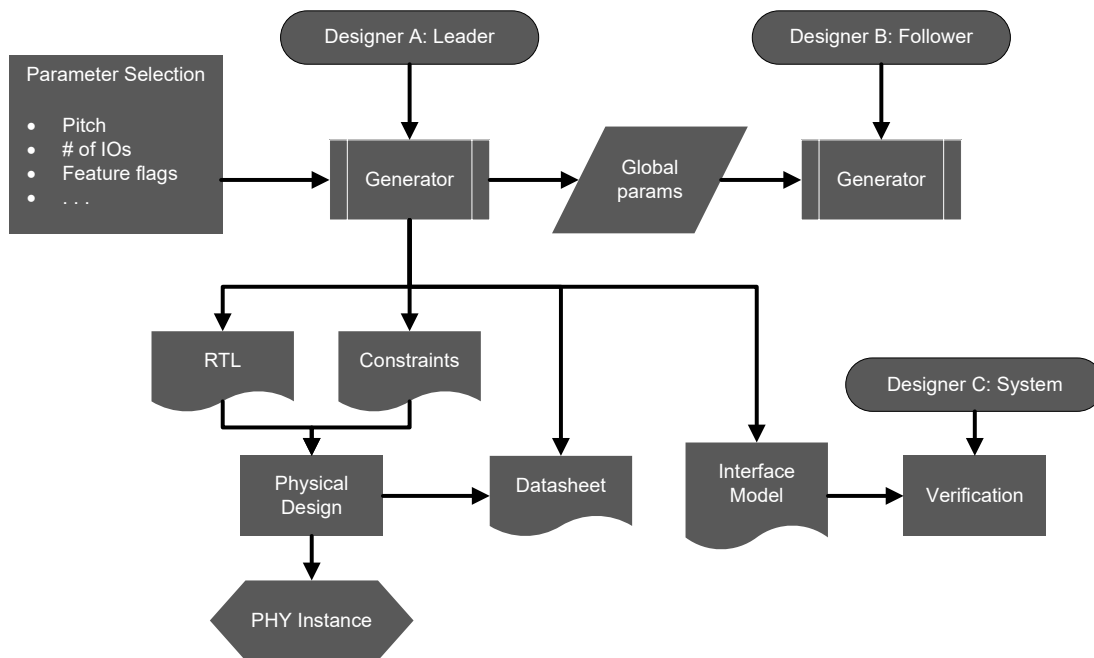 Designer A: Leader
Designer B: Follower
Parameter Selection
• Pitch
• # of IOs
• Feature flags
• . . .
Generator
Global
params
Generator
RTL
Constraints
Designer C: System
Physical
Design
Datasheet
Interface
Model
Verification
PHY Instance